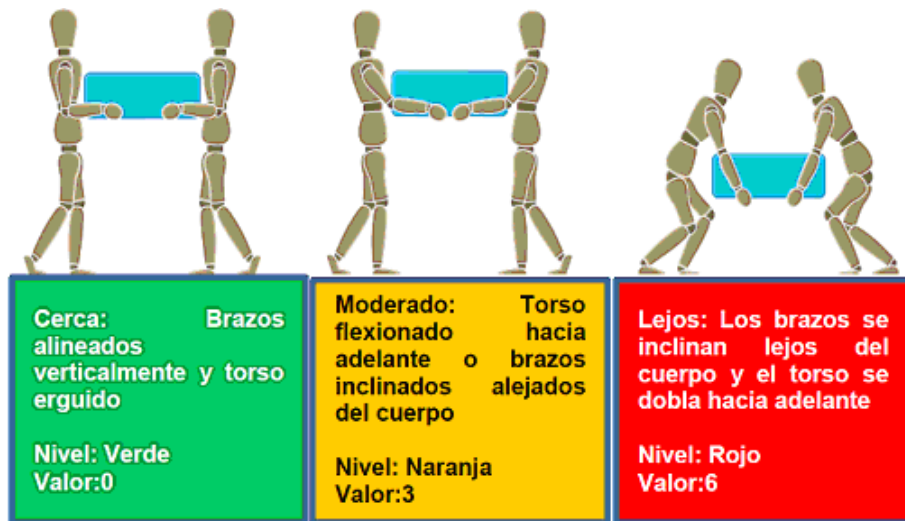 Cerca: Brazos
alineados
verticalmente y torso
erguido
Nivel: Verde
Valor:0
Moderado: Torso
flexionado hacia
adelante o brazos
inclinados alejados
del cuerpo
Nivel: Naranja
Valor:3
Lejos: Los brazos se
inclinan lejos del
cuerpo y el torso se
dobla hacia adelante
Nivel: Rojo
Valor:6